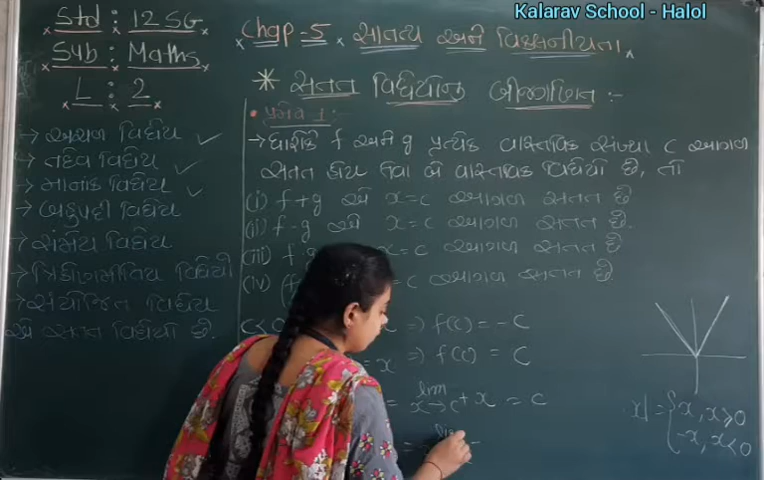 Kalarav School - Halol
Std : 12 SG
Sub : Maths
L : 2
Chap - 5 સાતત્ય અને વિકલનીયતા
* સતત વિધેયોનું બીજગણિત :-
પ્રમેય 1 :-
→ ધારોકે f અને g પ્રત્યેક વાસ્તવિક સંખ્યા c આગળ
સતત હોય તેવા બે વાસ્તવિક વિધેયો છે, તો
(i) f+g એ x=c આગળ સતત છે
(ii) f-g એ x=c આગળ સતત છે.
(iii) f x=c આગળ સતત છે
(iv) =c આગળ સતત છે.
→ અચળ વિધેય ✓
→ તદેવ વિધેય ✓
→ માનાંક વિધેય ✓
→ બહુપદી વિધેય
→ સંમેય વિધેય
→ ત્રિકોણમિતિય વિધેયો
→ સંયોજિત વિધેય
એ સતત વિધેયો છે.
c<0 x ⇒ f(c) = -c
= x ⇒ f(c) = c
= lim x→c+ x = c
= lim
|x| = { x, x≥0
-x, x<0